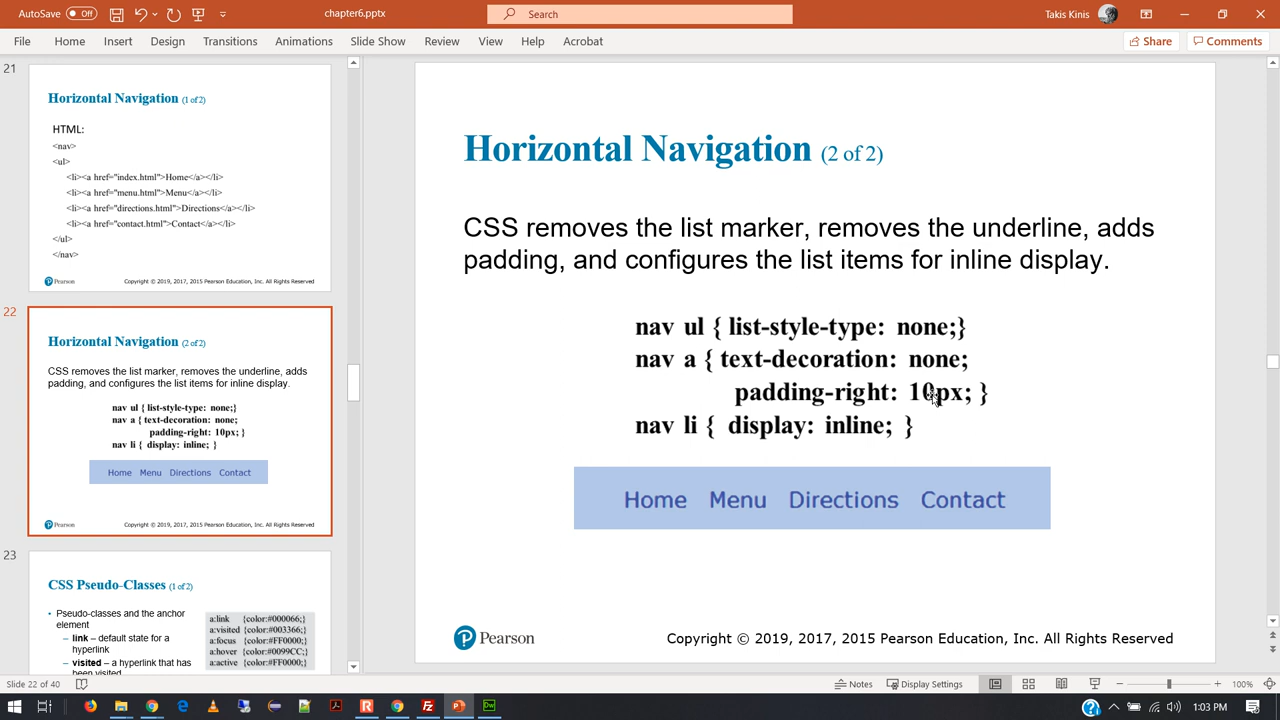 AutoSave Off
chapter6.pptx
Search
Takis Kinis
File Home Insert Draw Design Transitions Animations Slide Show Review View Help Acrobat
Share Comments
21
Horizontal Navigation (1 of 2)
HTML:
<nav>
<ul>
<li><a href="index.html">Home</a></li>
<li><a href="menu.html">Menu</a></li>
<li><a href="directions.html">Directions</a></li>
<li><a href="contact.html">Contact</a></li>
</ul>
</nav>
Pearson
Copyright © 2019, 2017, 2015 Pearson Education, Inc. All Rights Reserved
22
Horizontal Navigation (2 of 2)
CSS removes the list marker, removes the underline, adds
padding, and configures the list items for inline display.
nav ul { list-style-type: none;}
nav a { text-decoration: none;
padding-right: 10px; }
nav li { display: inline; }
Home Menu Directions Contact
Pearson
Copyright © 2019, 2017, 2015 Pearson Education, Inc. All Rights Reserved
23
CSS Pseudo-Classes (1 of 2)
• Pseudo-classes and the anchor
element
– link – default state for a
hyperlink
– visited – a hyperlink that has
been visited
a:link {color:#000066;}
a:visited {color:#003366;}
a:focus {color:#FF0000;}
a:hover {color:#0099CC;}
a:active {color:#FF0000;}
Horizontal Navigation (2 of 2)
CSS removes the list marker, removes the underline, adds
padding, and configures the list items for inline display.
nav ul { list-style-type: none;}
nav a { text-decoration: none;
padding-right: 10px; }
nav li { display: inline; }
Home Menu Directions Contact
Pearson
Copyright © 2019, 2017, 2015 Pearson Education, Inc. All Rights Reserved
Slide 22 of 40
Notes Display Settings
100%
1:03 PM